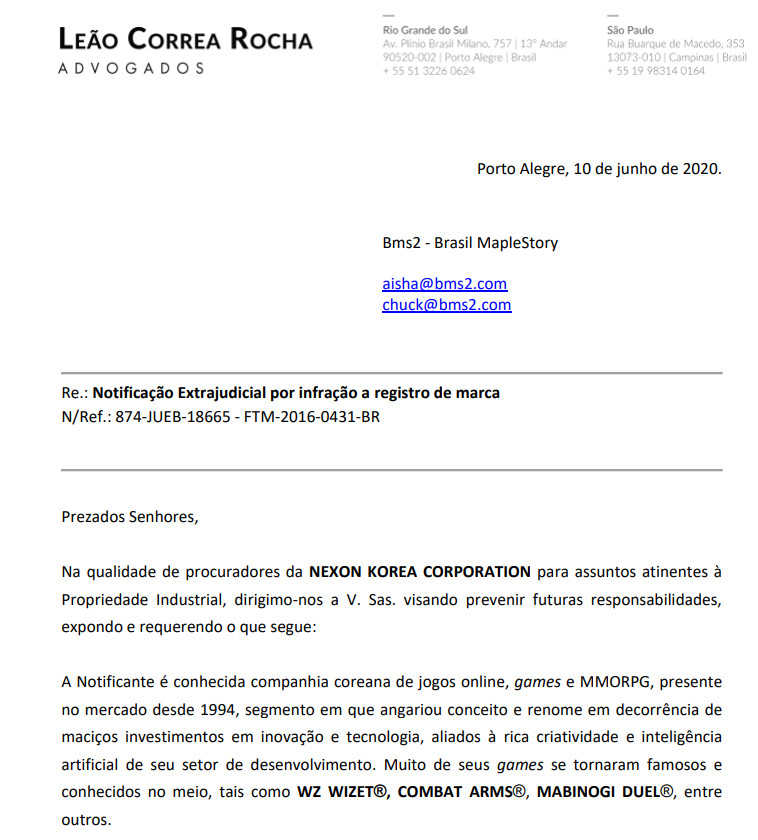 LEÃO CORREA ROCHA
ADVOGADOS
Rio Grande do Sul
Av. Plínio Brasil Milano, 757 | 13º Andar
90520-002 | Porto Alegre | Brasil
+ 55 51 3226 0624
São Paulo
Rua Buarque de Macedo, 353
13073-010 | Campinas | Brasil
+ 55 19 98314 0164
Porto Alegre, 10 de junho de 2020.
Bms2 - Brasil MapleStory
aisha@bms2.com
chuck@bms2.com
Re.: Notificação Extrajudicial por infração a registro de marca
N/Ref.: 874-JUEB-18665 - FTM-2016-0431-BR
Prezados Senhores,
Na qualidade de procuradores da NEXON KOREA CORPORATION para assuntos atinentes à
Propriedade Industrial, dirigimo-nos a V. Sas. visando prevenir futuras responsabilidades,
expondo e requerendo o que segue:
A Notificante é conhecida companhia coreana de jogos online, games e MMORPG, presente
no mercado desde 1994, segmento em que angariou conceito e renome em decorrência de
maciços investimentos em inovação e tecnologia, aliados à rica criatividade e inteligência
artificial de seu setor de desenvolvimento. Muito de seus games se tornaram famosos e
conhecidos no meio, tais como WZ WIZET®, COMBAT ARMS®, MABINOGI DUEL®, entre
outros.